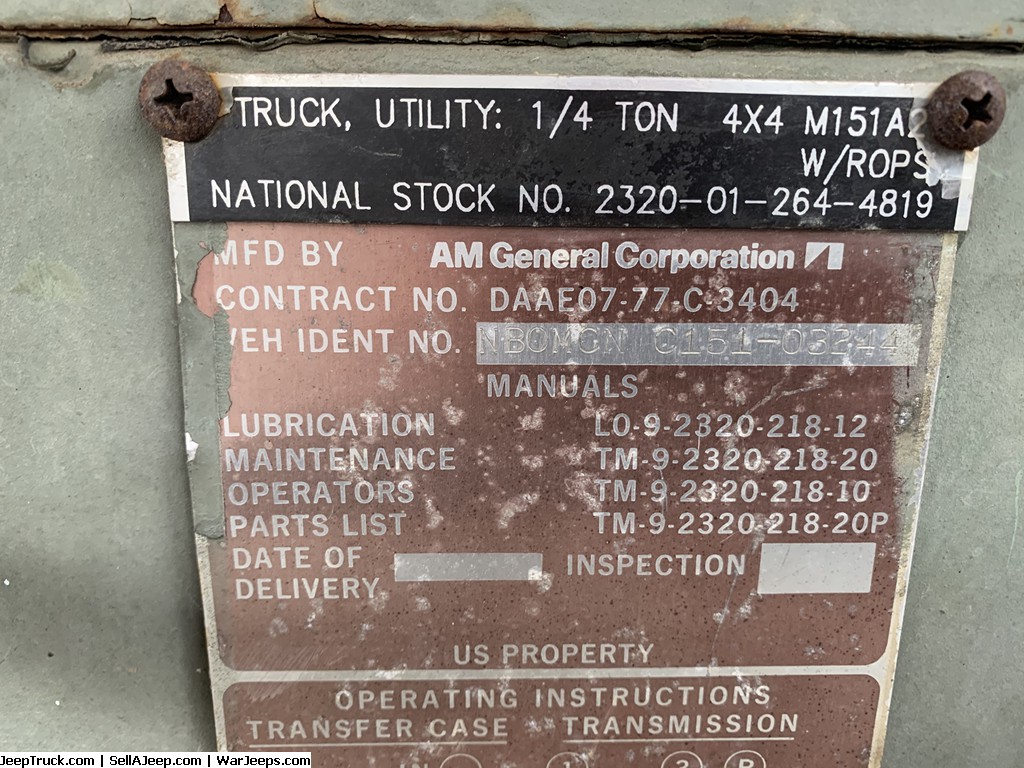 TRUCK, UTILITY: 1/4 TON 4X4 M151A2
W/ROPS
NATIONAL STOCK NO. 2320-01-264-4819
MFD BY AM General Corporation
CONTRACT NO. DAAE07-77-C-3404
VEH IDENT NO.
MANUALS
LUBRICATION LO-9-2320-218-12
MAINTENANCE TM-9-2320-218-20
OPERATORS TM-9-2320-218-10
PARTS LIST TM-9-2320-218-20P
DATE OF
DELIVERY INSPECTION
US PROPERTY
OPERATING INSTRUCTIONS
TRANSFER CASE - TRANSMISSION
JeepTruck.com | SellAJeep.com | WarJeeps.com